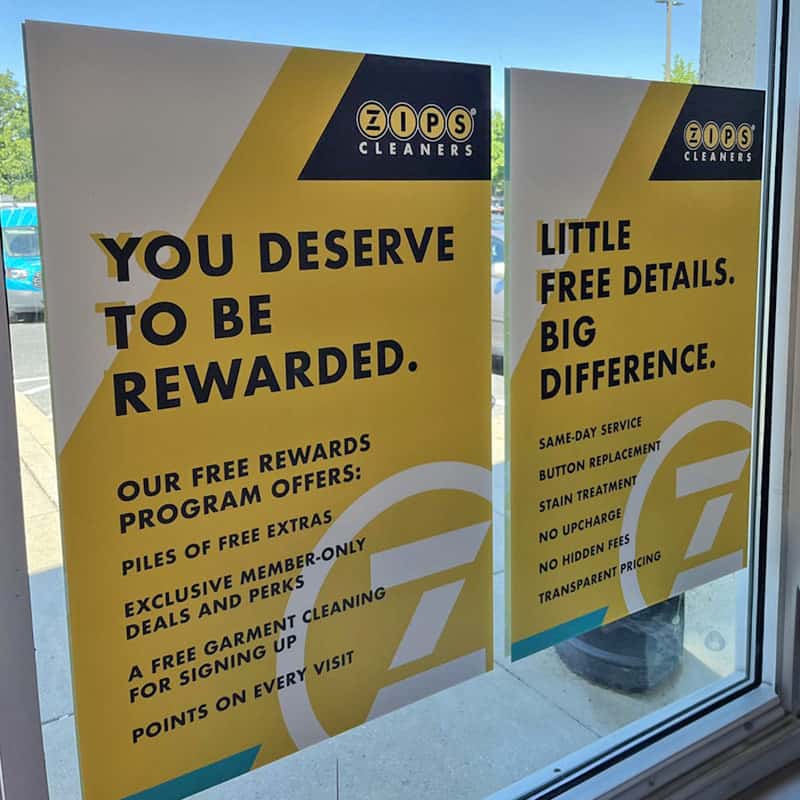 ZIPS
CLEANERS
YOU DESERVE
TO BE
REWARDED.
OUR FREE REWARDS
PROGRAM OFFERS:
PILES OF FREE EXTRAS
EXCLUSIVE MEMBER-ONLY
DEALS AND PERKS
A FREE GARMENT CLEANING
FOR SIGNING UP
POINTS ON EVERY VISIT
ZIPS
CLEANERS
LITTLE
FREE DETAILS.
BIG
DIFFERENCE.
SAME-DAY SERVICE
BUTTON REPLACEMENT
STAIN TREATMENT
NO UPCHARGE
NO HIDDEN FEES
TRANSPARENT PRICING